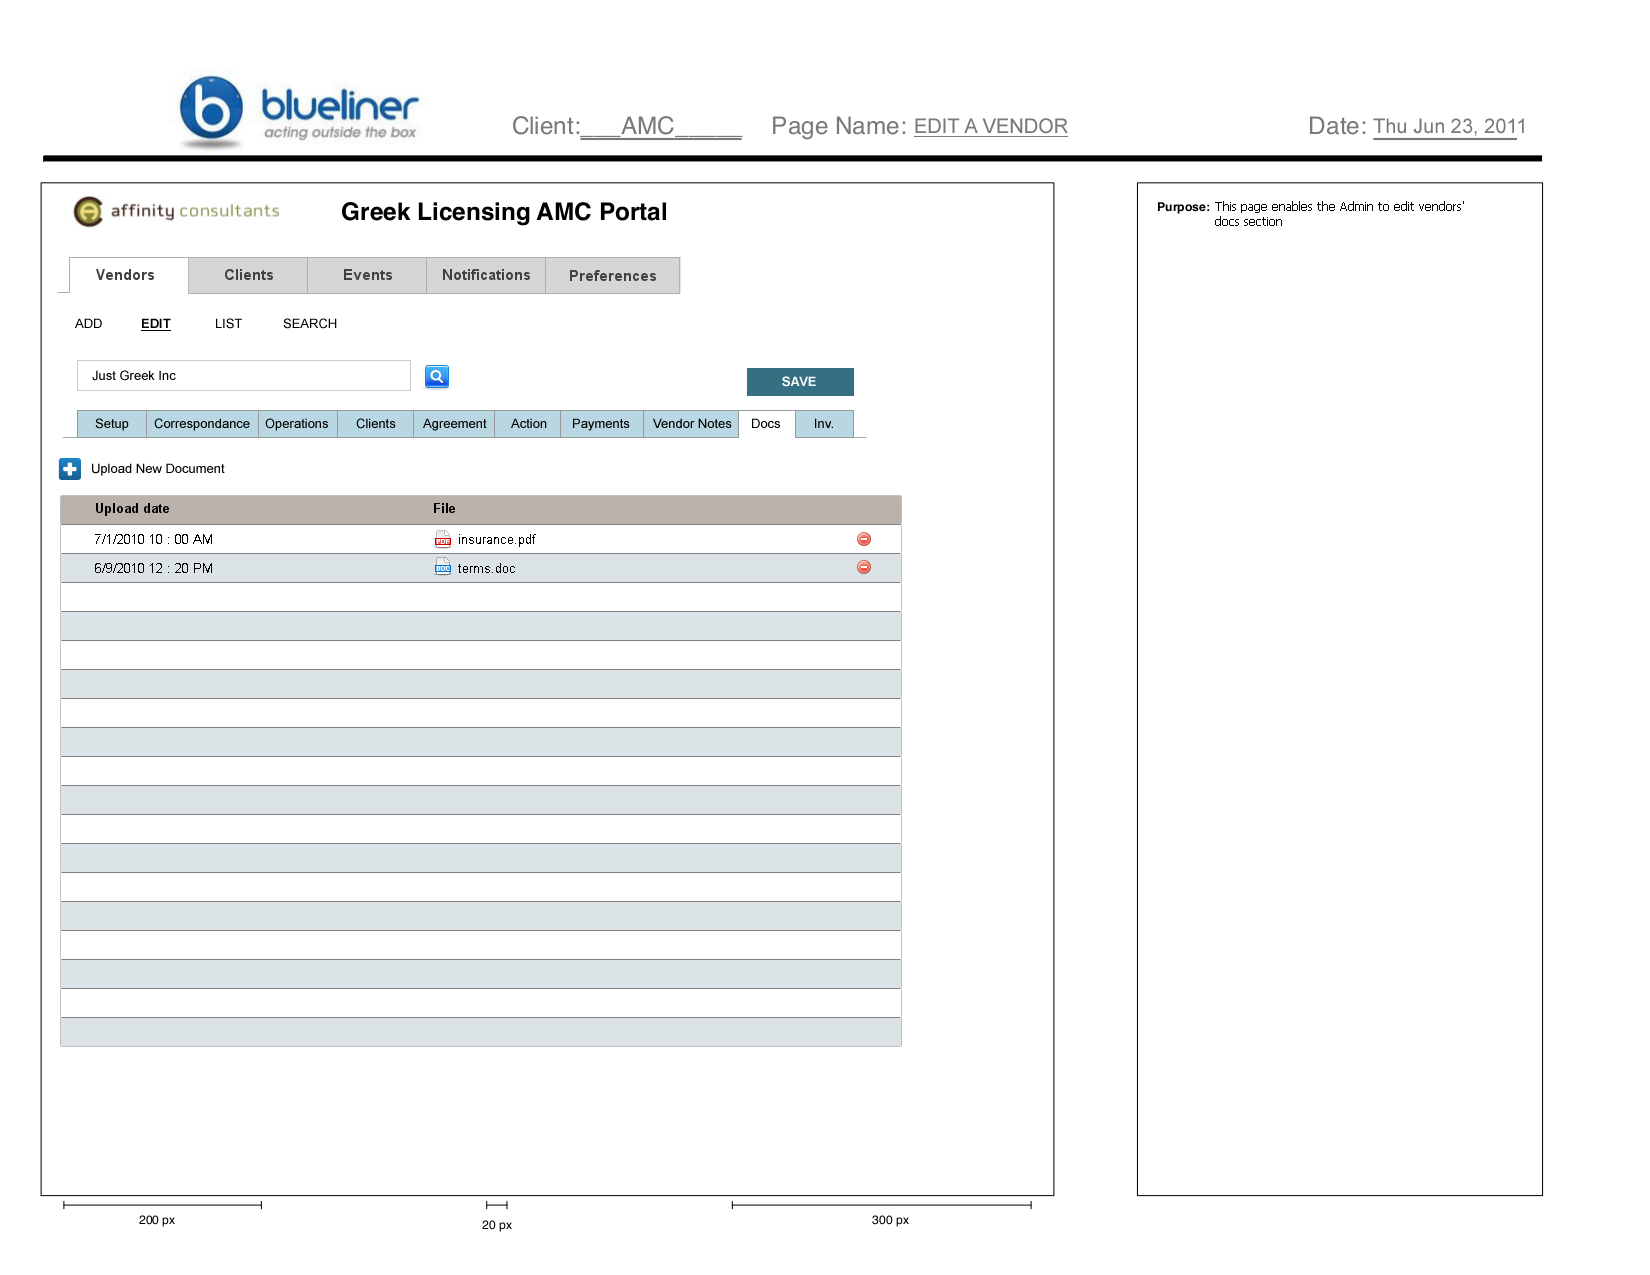 blueliner
acting outside the box
Client:___AMC_____ Page Name: EDIT A VENDOR Date: Thu Jun 23, 2011
affinity consultants Greek Licensing AMC Portal
Purpose: This page enables the Admin to edit vendors'
docs section
Vendors Clients Events Notifications Preferences
ADD EDIT LIST SEARCH
Just Greek Inc
SAVE
Setup Correspondance Operations Clients Agreement Action Payments Vendor Notes Docs Inv.
Upload New Document
Upload date File
7/1/2010 10 : 00 AM PDF insurance.pdf
6/9/2010 12 : 20 PM DOC terms.doc
200 px 20 px 300 px